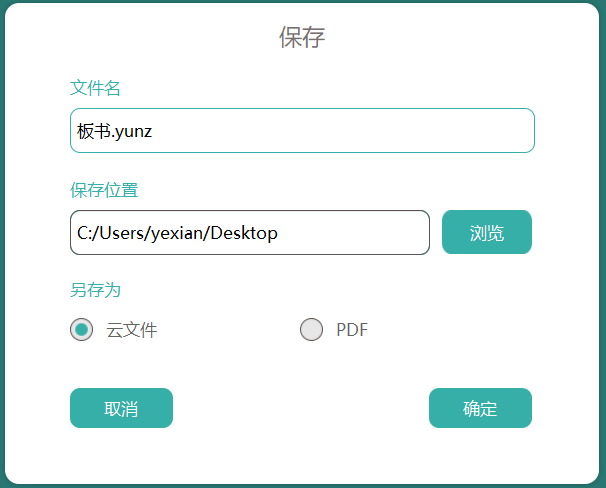 保存
文件名
板书.yunz
保存位置
C:/Users/yexian/Desktop
浏览
另存为
云文件
PDF
取消
确定